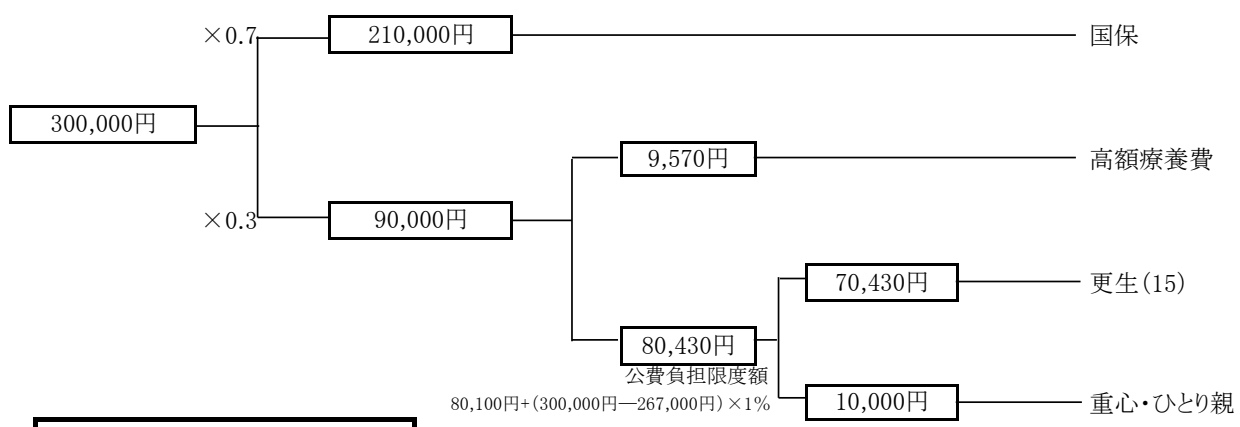 ×0.7
210,000円
国保
300,000円
9,570円
高額療養費
×0.3
90,000円
70,430円
更生(15)
80,430円
公費負担限度額
80,100円+(300,000円―267,000円)×1%
10,000円
重心・ひとり親